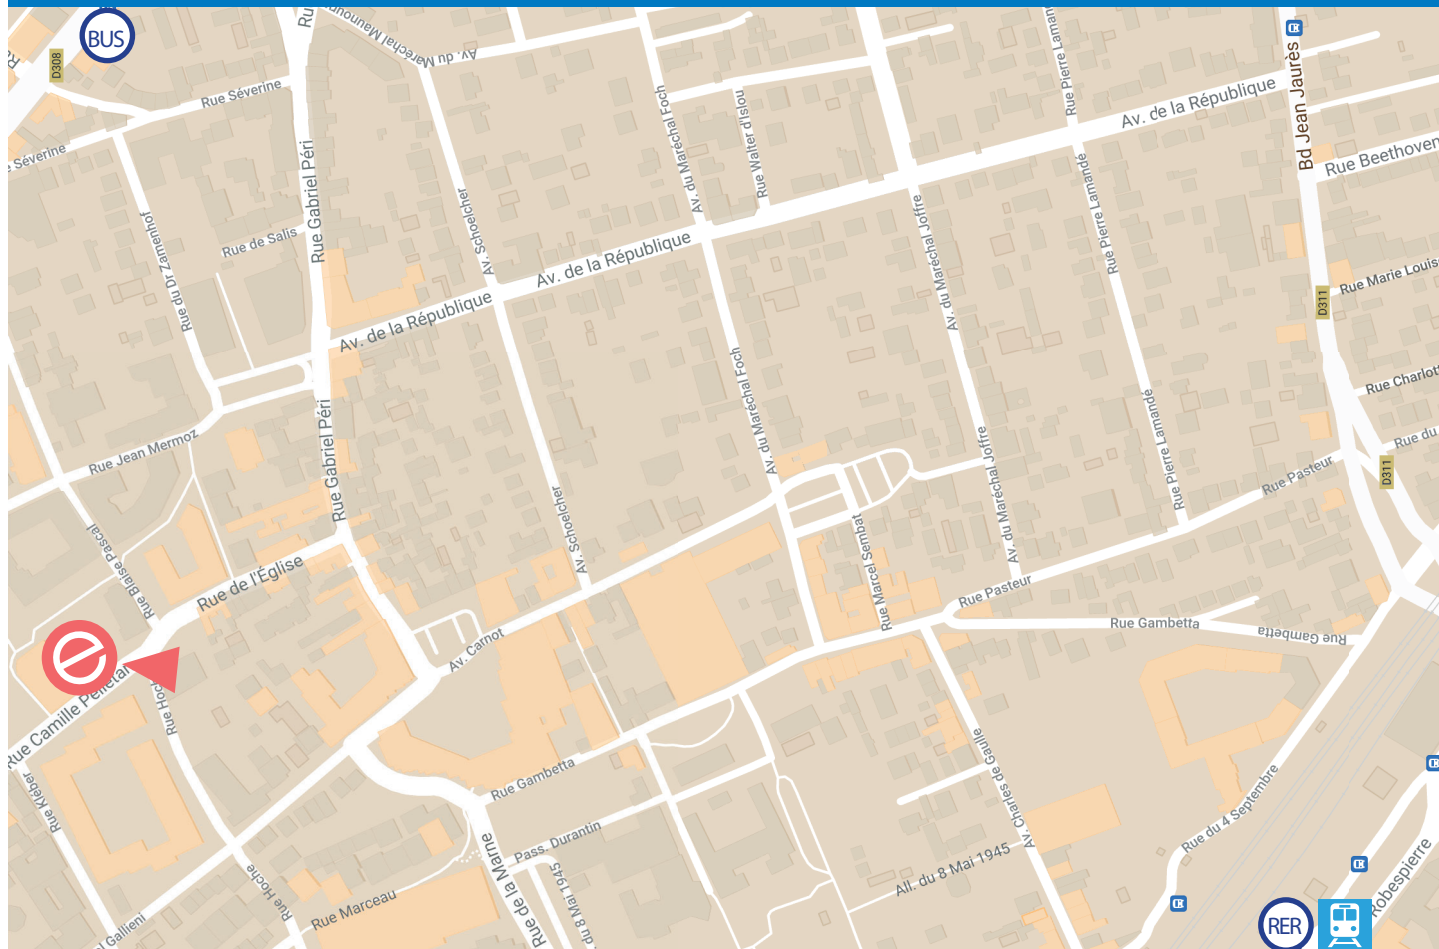 BUS
D308
Rue Séverine
Séverine
Rue Gabriel Péri
Av. du Maréchal
Av. du Maréchal Foch
Rue Walter d'Islou
Rue Pierre
Av. de la République
Bd Jean Jaurès
Rue Beethoven
Rue du Dr Zamenhof
Rue de Salis
Av. Schoelcher
Av. de la République
Av. du Maréchal Joffre
Rue Pierre Lamandé
Rue Marie
D311
Av. de la République
Rue Gabriel Péri
Av. du Maréchal Foch
Rue Pierre Lamandé
Rue
Rue Jean Mermoz
Av. du Maréchal Joffre
Rue Pasteur
Rue du
D311
Av. Schoelcher
Rue Blaise Pascal
Rue de l'Église
Rue Marcel Sembat
Rue Pasteur
Rue Gambetta
Rue Gambetta
Av. Carnot
Rue Camille
Rue
Rue Kléber
Rue Gambetta
Av. Charles de Gaulle
Rue du 4 Septembre
Pass. Durantin
Rue de la Marne
du 8 Mai 1945
All. du 8 Mai 1945
Rue Hoche
Rue Marceau
Gallieni
Robespierre
RER